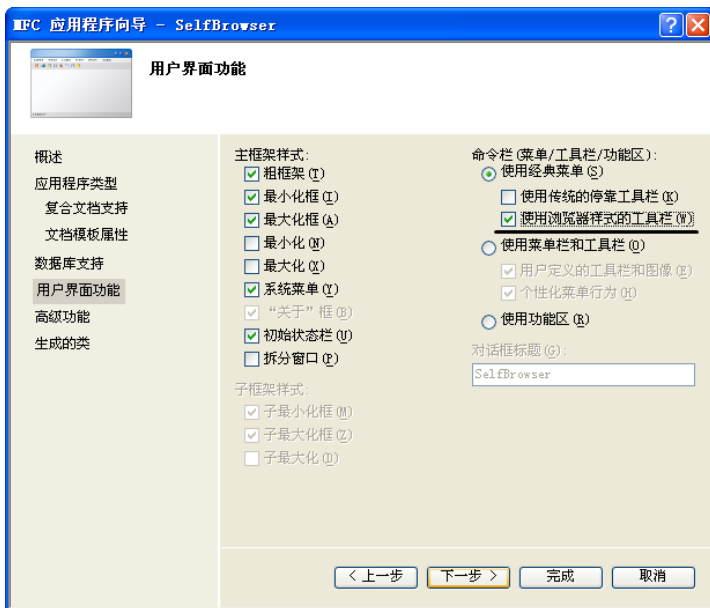 MFC 应用程序向导 - SelfBrowser
用户界面功能
概述
应用程序类型
复合文档支持
文档模板属性
数据库支持
用户界面功能
高级功能
生成的类
主框架样式:
粗框架(T)
最小化框(I)
最大化框(A)
最小化(N)
最大化(X)
系统菜单(Y)
“关于”框(B)
初始状态栏(U)
拆分窗口(P)
子框架样式:
子最小化框(M)
子最大化框(Z)
子最大化(D)
命令栏(菜单/工具栏/功能区):
使用经典菜单(S)
使用传统的停靠工具栏(K)
使用浏览器样式的工具栏(W)
使用菜单栏和工具栏(O)
用户定义的工具栏和图像(E)
个性化菜单行为(H)
使用功能区(R)
对话框标题(G):
SelfBrowser
< 上一步
下一步 >
完成
取消